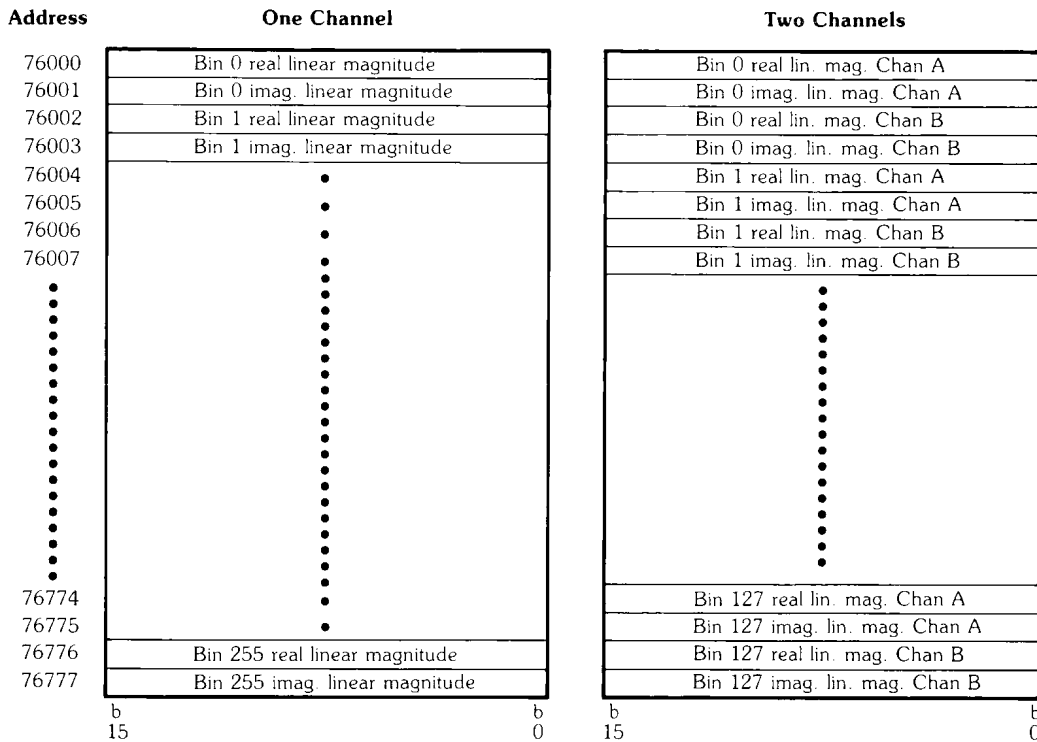 Address One Channel Two Channels
76000 Bin 0 real linear magnitude Bin 0 real lin. mag. Chan A
76001 Bin 0 imag. linear magnitude Bin 0 imag. lin. mag. Chan A
76002 Bin 1 real linear magnitude Bin 0 real lin. mag. Chan B
76003 Bin 1 imag. linear magnitude Bin 0 imag. lin. mag. Chan B
76004 Bin 1 real lin. mag. Chan A
76005 Bin 1 imag. lin. mag. Chan A
76006 Bin 1 real lin. mag. Chan B
76007 Bin 1 imag. lin. mag. Chan B
76774 Bin 127 real lin. mag. Chan A
76775 Bin 127 imag. lin. mag. Chan A
76776 Bin 255 real linear magnitude Bin 127 real lin. mag. Chan B
76777 Bin 255 imag. linear magnitude Bin 127 imag. lin. mag. Chan B
b b b b
15 0 15 0